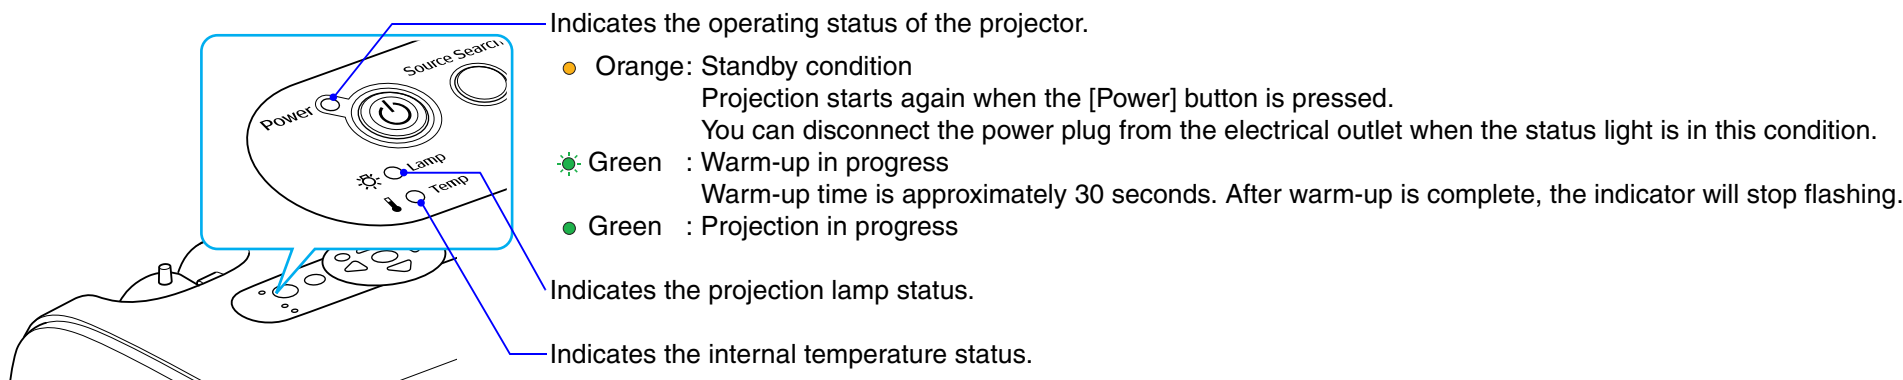 Indicates the operating status of the projector.
Source Search
Power
Lamp
Temp
Orange: Standby condition
Projection starts again when the [Power] button is pressed.
You can disconnect the power plug from the electrical outlet when the status light is in this condition.
Green : Warm-up in progress
Warm-up time is approximately 30 seconds. After warm-up is complete, the indicator will stop flashing.
Green : Projection in progress
Indicates the projection lamp status.
Indicates the internal temperature status.